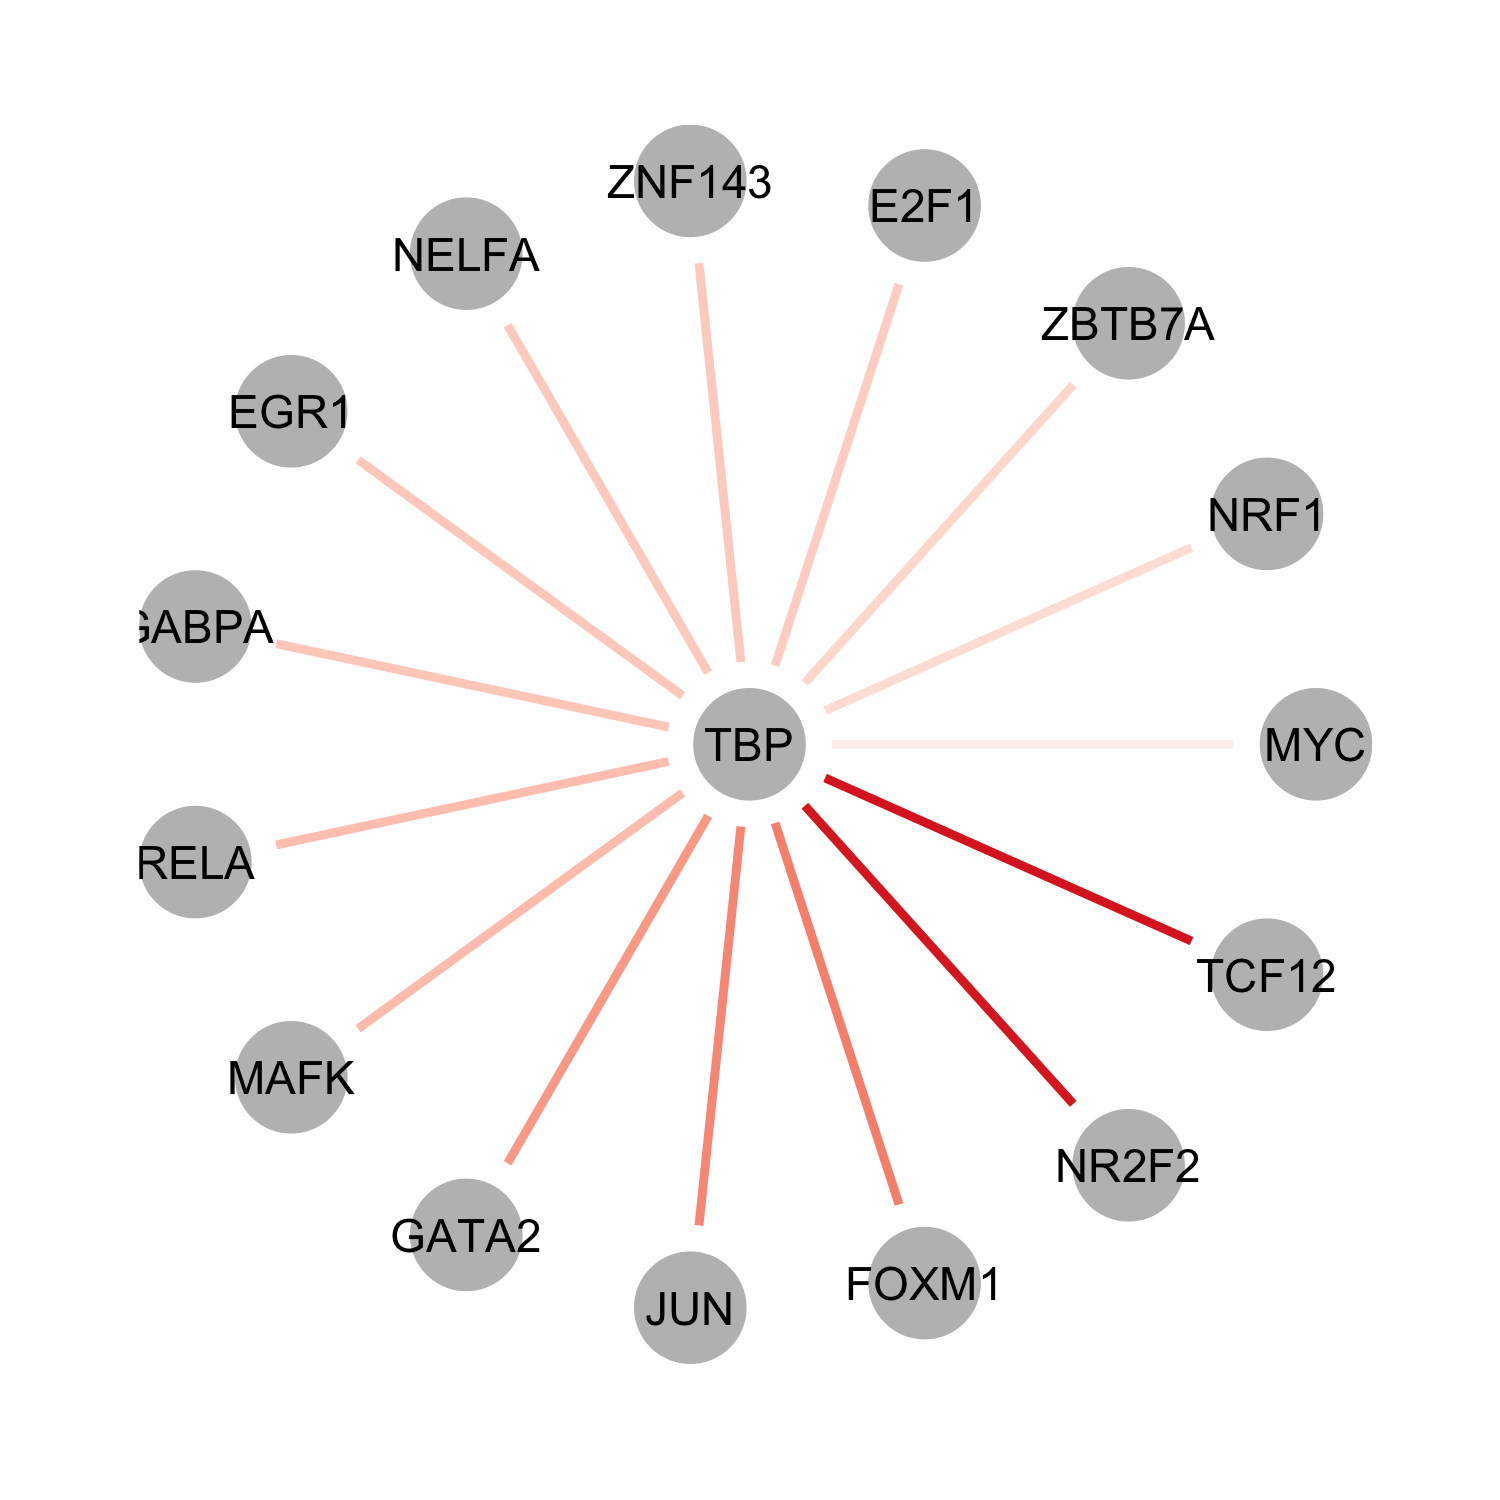 ZNF143
E2F1
NELFA
ZBTB7A
EGR1
NRF1
GABPA
TBP
MYC
RELA
TCF12
MAFK
NR2F2
GATA2
FOXM1
JUN